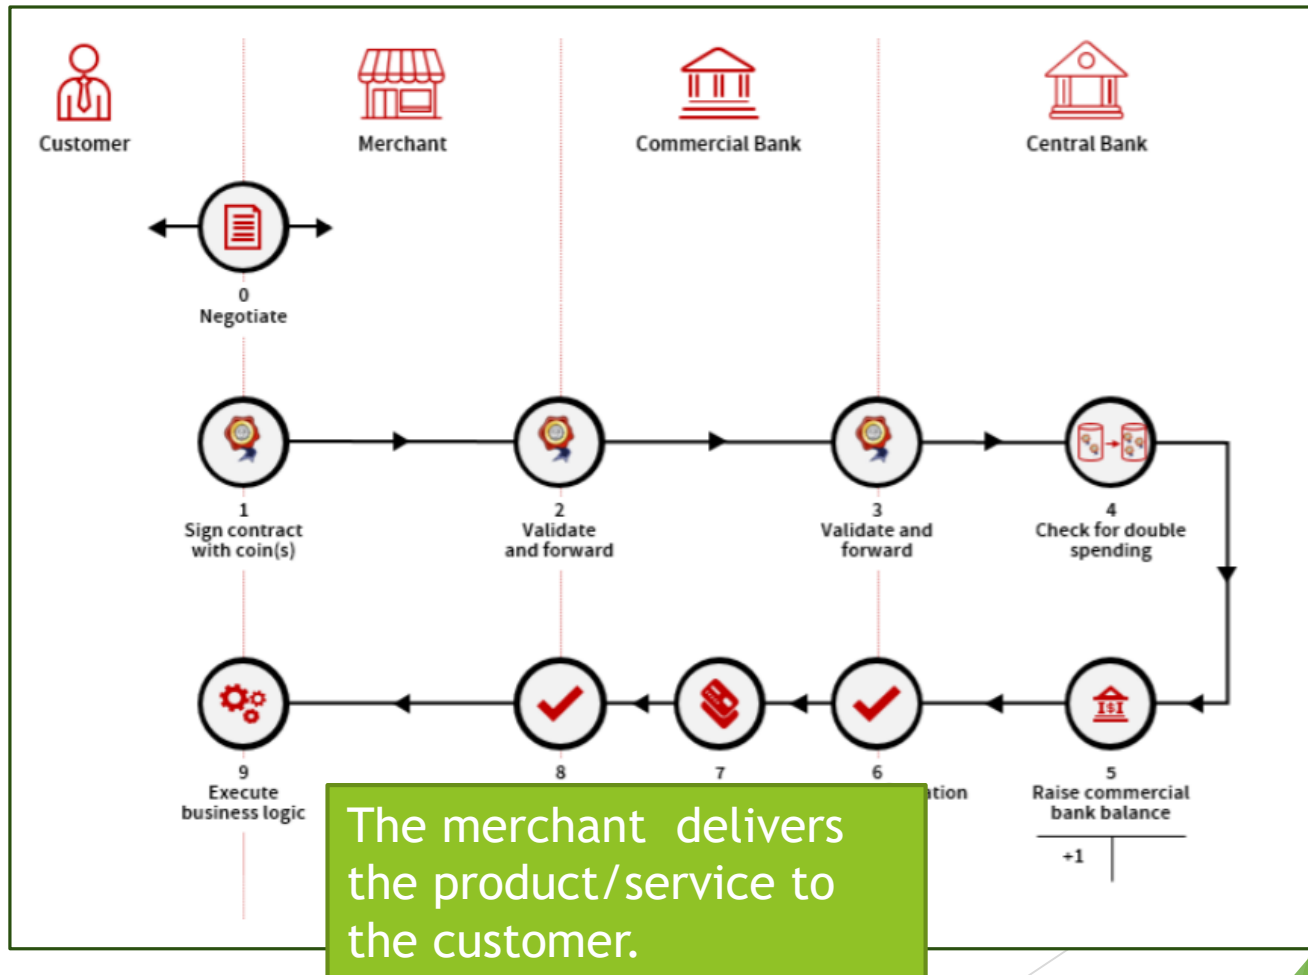 Customer
Merchant
Commercial Bank
Central Bank
0
Negotiate
1
Sign contract
with coin(s)
2
Validate
and forward
3
Validate and
forward
4
Check for double
spending
9
Execute
business logic
8
7
6
5
Raise commercial
bank balance
+1
The merchant delivers
the product/service to
the customer.